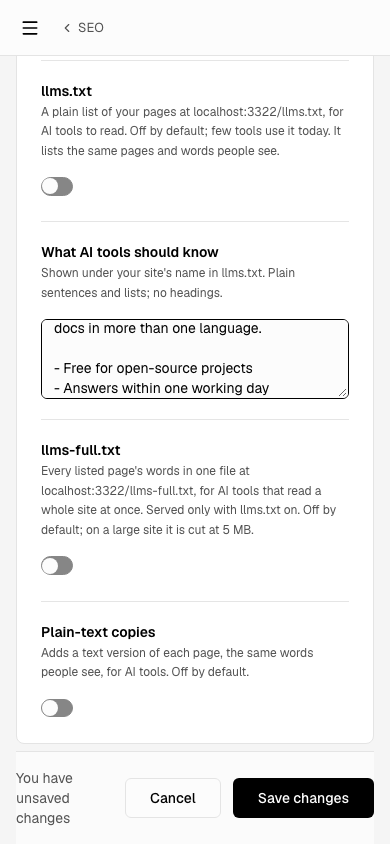 SEO
llms.txt
A plain list of your pages at localhost:3322/llms.txt, for
AI tools to read. Off by default; few tools use it today. It
lists the same pages and words people see.
What AI tools should know
Shown under your site's name in llms.txt. Plain
sentences and lists; no headings.
docs in more than one language.
- Free for open-source projects
- Answers within one working day
llms-full.txt
Every listed page's words in one file at
localhost:3322/llms-full.txt, for AI tools that read a
whole site at once. Served only with llms.txt on. Off by
default; on a large site it is cut at 5 MB.
Plain-text copies
Adds a text version of each page, the same words
people see, for AI tools. Off by default.
You have
unsaved
changes
Cancel
Save changes